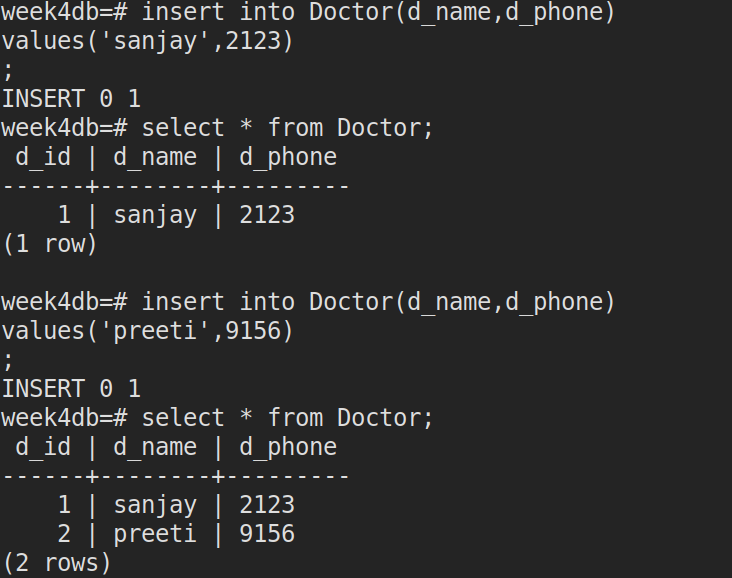 week4db=# insert into Doctor(d_name,d_phone)
values('sanjay',2123)
;
INSERT 0 1
week4db=# select * from Doctor;
 d_id | d_name | d_phone
------+--------+---------
    1 | sanjay | 2123
(1 row)

week4db=# insert into Doctor(d_name,d_phone)
values('preeti',9156)
;
INSERT 0 1
week4db=# select * from Doctor;
 d_id | d_name | d_phone
------+--------+---------
    1 | sanjay | 2123
    2 | preeti | 9156
(2 rows)